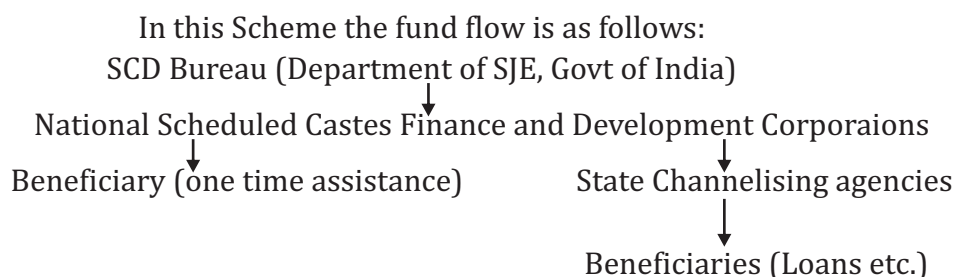 In this Scheme the fund flow is as follows:
SCD Bureau (Department of SJE, Govt of India)
National Scheduled Castes Finance and Development Corporaions
Beneficiary (one time assistance) State Channelising agencies
Beneficiaries (Loans etc.)